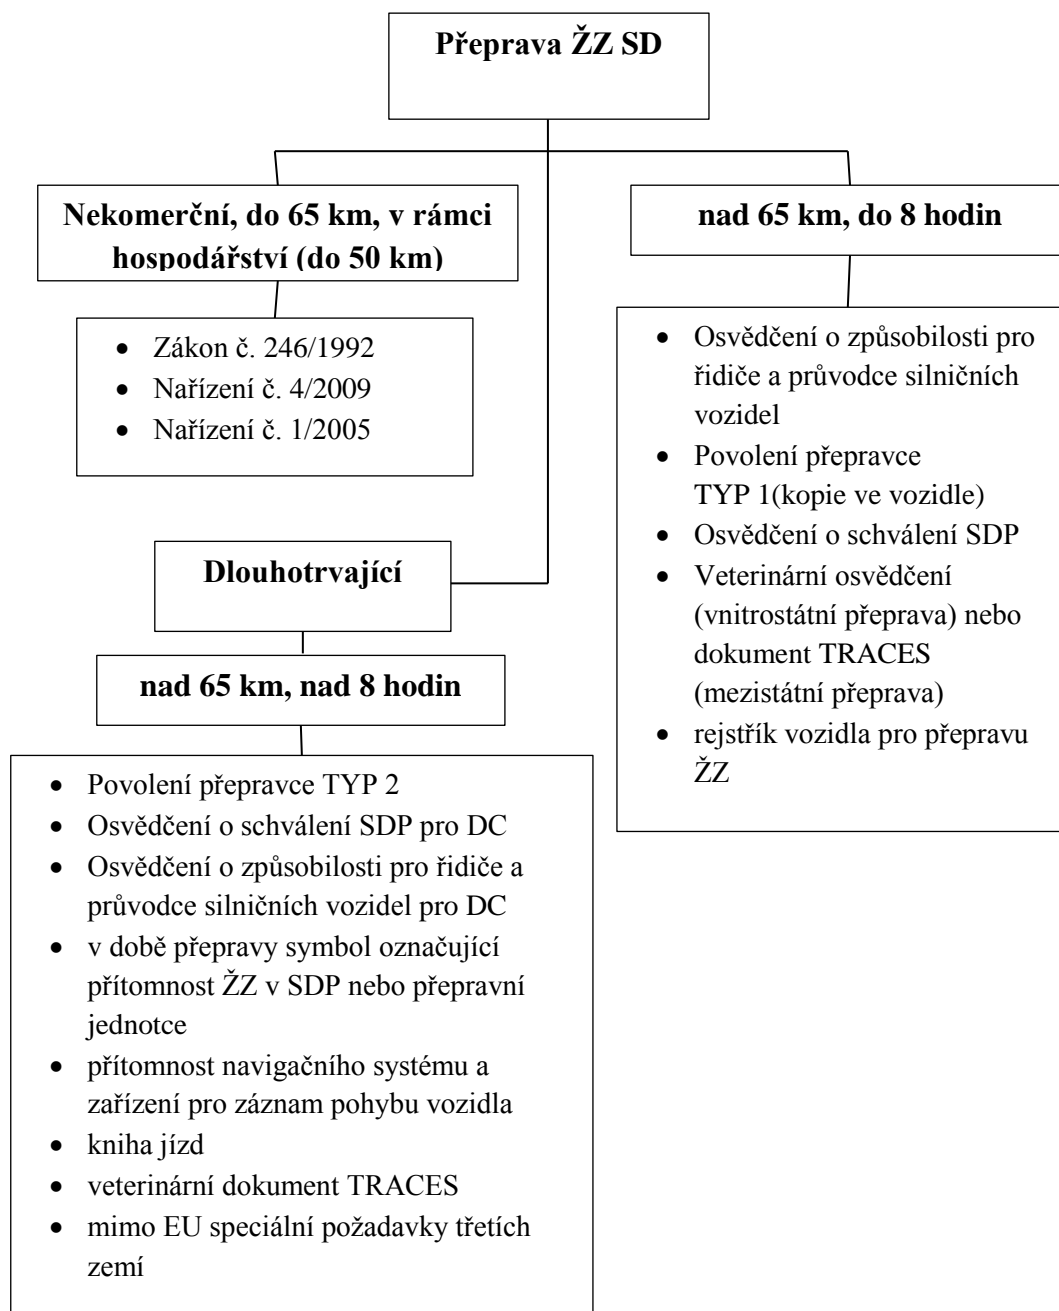 Přeprava ŽZ SD
Nekomerční, do 65 km, v rámci
hospodářství (do 50 km)
• Zákon č. 246/1992
• Nařízení č. 4/2009
• Nařízení č. 1/2005
nad 65 km, do 8 hodin
• Osvědčení o způsobilosti pro
řidiče a průvodce silničních
vozidel
• Povolení přepravce
TYP 1(kopie ve vozidle)
• Osvědčení o schválení SDP
• Veterinární osvědčení
(vnitrostátní přeprava) nebo
dokument TRACES
(mezistátní přeprava)
• rejstřík vozidla pro přepravu
ŽZ
Dlouhotrvající
nad 65 km, nad 8 hodin
• Povolení přepravce TYP 2
• Osvědčení o schválení SDP pro DC
• Osvědčení o způsobilosti pro řidiče a
průvodce silničních vozidel pro DC
• v době přepravy symbol označující
přítomnost ŽZ v SDP nebo přepravní
jednotce
• přítomnost navigačního systému a
zařízení pro záznam pohybu vozidla
• kniha jízd
• veterinární dokument TRACES
• mimo EU speciální požadavky třetích
zemí